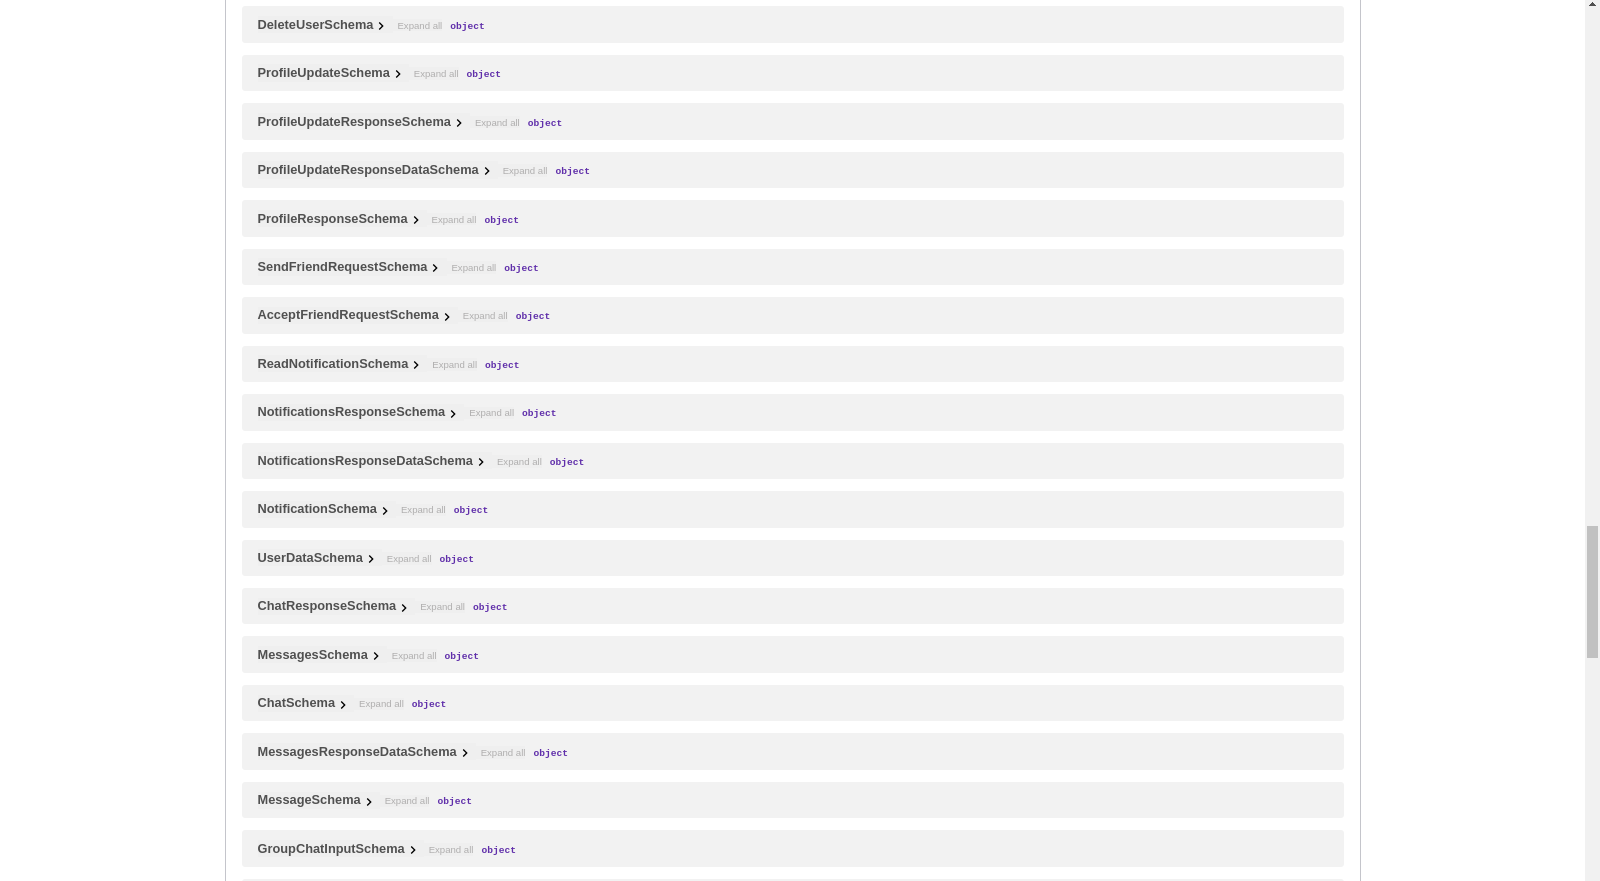 DeleteUserSchema Expand all object
ProfileUpdateSchema Expand all object
ProfileUpdateResponseSchema Expand all object
ProfileUpdateResponseDataSchema Expand all object
ProfileResponseSchema Expand all object
SendFriendRequestSchema Expand all object
AcceptFriendRequestSchema Expand all object
ReadNotificationSchema Expand all object
NotificationsResponseSchema Expand all object
NotificationsResponseDataSchema Expand all object
NotificationSchema Expand all object
UserDataSchema Expand all object
ChatResponseSchema Expand all object
MessagesSchema Expand all object
ChatSchema Expand all object
MessagesResponseDataSchema Expand all object
MessageSchema Expand all object
GroupChatInputSchema Expand all object